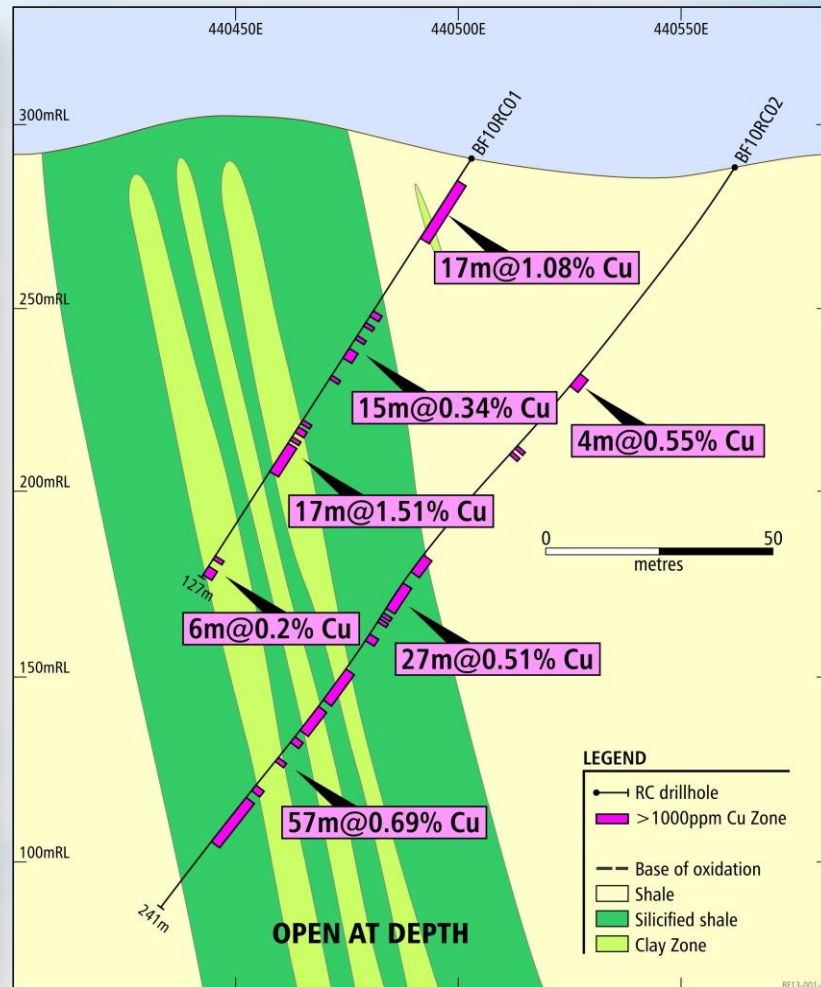 440450E 440500E 440550E
300mRL
BF10RC01
BF10RC02
17m@1.08% Cu
250mRL
15m@0.34% Cu
4m@0.55% Cu
200mRL
17m@1.51% Cu
0 50
metres
127m
6m@0.2% Cu
27m@0.51% Cu
150mRL
LEGEND
RC drillhole
>1000ppm Cu Zone
57m@0.69% Cu
100mRL
Base of oxidation
Shale
Silicified shale
Clay Zone
241m
OPEN AT DEPTH